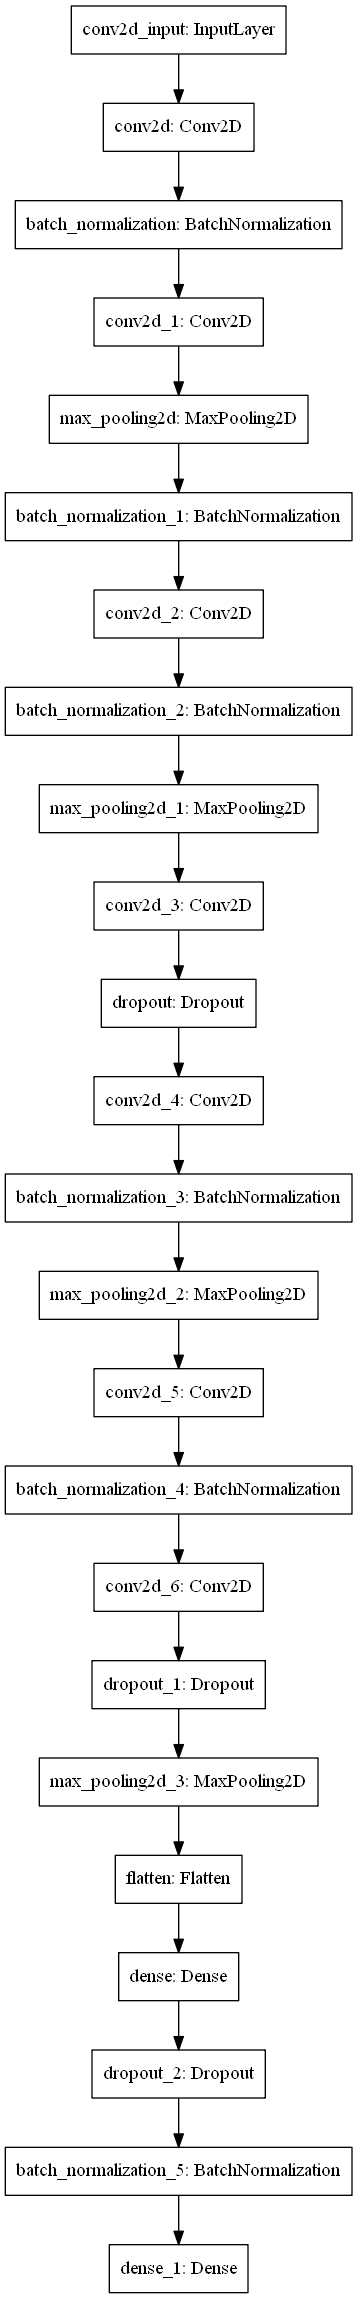 conv2d_input: InputLayer
conv2d: Conv2D
batch_normalization: BatchNormalization
conv2d_1: Conv2D
max_pooling2d: MaxPooling2D
batch_normalization_1: BatchNormalization
conv2d_2: Conv2D
batch_normalization_2: BatchNormalization
max_pooling2d_1: MaxPooling2D
conv2d_3: Conv2D
dropout: Dropout
conv2d_4: Conv2D
batch_normalization_3: BatchNormalization
max_pooling2d_2: MaxPooling2D
conv2d_5: Conv2D
batch_normalization_4: BatchNormalization
conv2d_6: Conv2D
dropout_1: Dropout
max_pooling2d_3: MaxPooling2D
flatten: Flatten
dense: Dense
dropout_2: Dropout
batch_normalization_5: BatchNormalization
dense_1: Dense